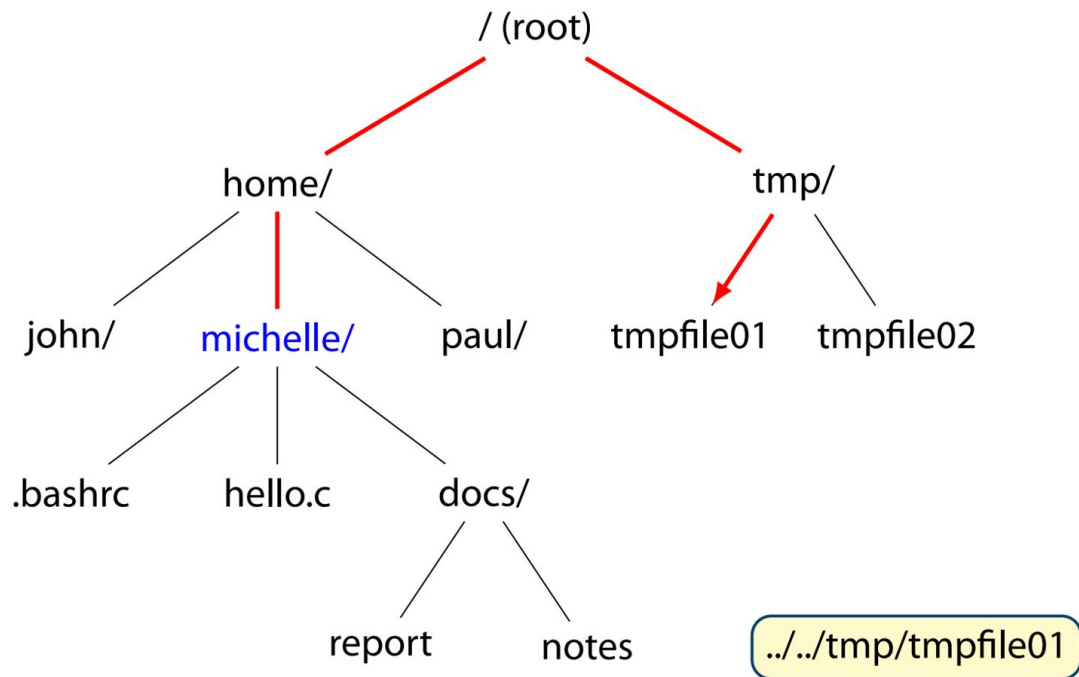 / (root)
home/ tmp/
john/ michelle/ paul/ tmpfile01 tmpfile02
.bashrc hello.c docs/
report notes ../../tmp/tmpfile01